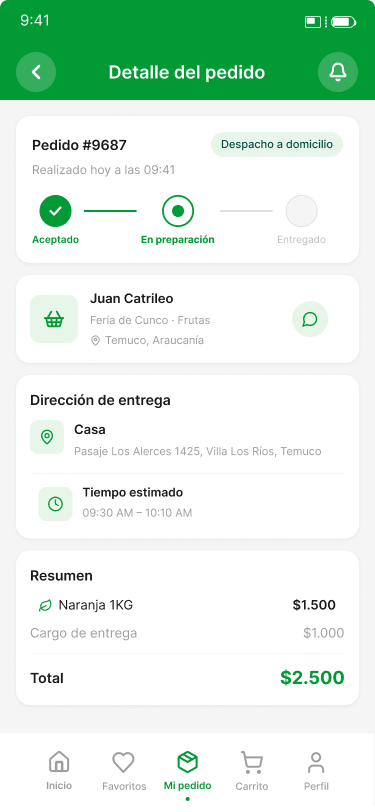 9:41
Detalle del pedido
Pedido #9687
Despacho a domicilio
Realizado hoy a las 09:41
Aceptado
En preparación
Entregado
Juan Catrileo
Feria de Cunco · Frutas
Temuco, Araucanía
Dirección de entrega
Casa
Pasaje Los Alerces 1425, Villa Los Ríos, Temuco
Tiempo estimado
09:30 AM – 10:10 AM
Resumen
Naranja 1KG $1.500
Cargo de entrega $1.000
Total $2.500
Inicio Favoritos Mi pedido Carrito Perfil